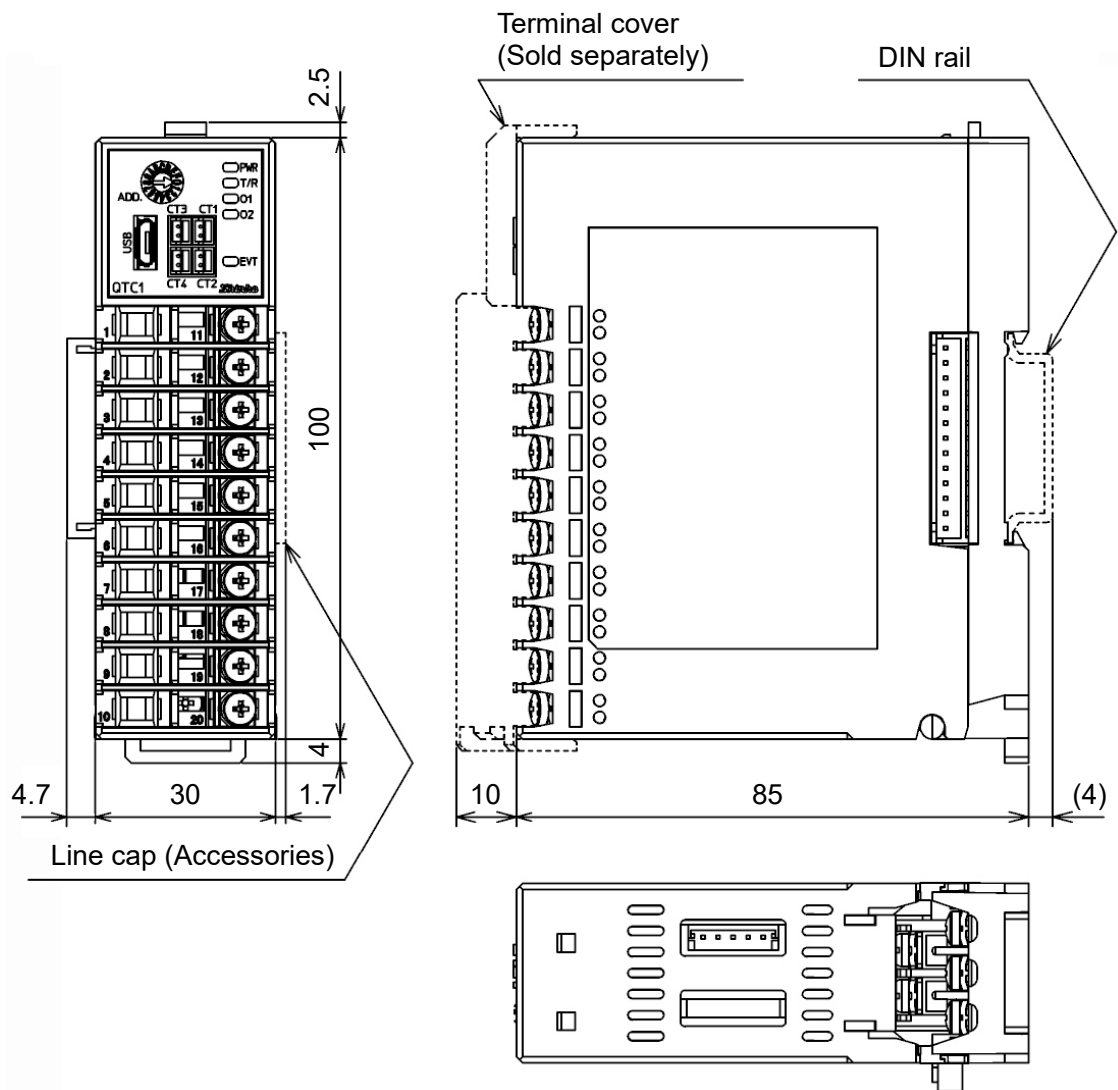 Terminal cover
(Sold separately)
DIN rail
2.5
PWR
T/R
ADD.
O1
CT3 CT1
O2
USB
EVT
CT4 CT2
QTC1 Shinko
1 11
2 12
3 13
4 14
5 15
6 16
7 17
8 18
9 19
10 20
100
4
4.7 30 1.7
10 85 (4)
Line cap (Accessories)